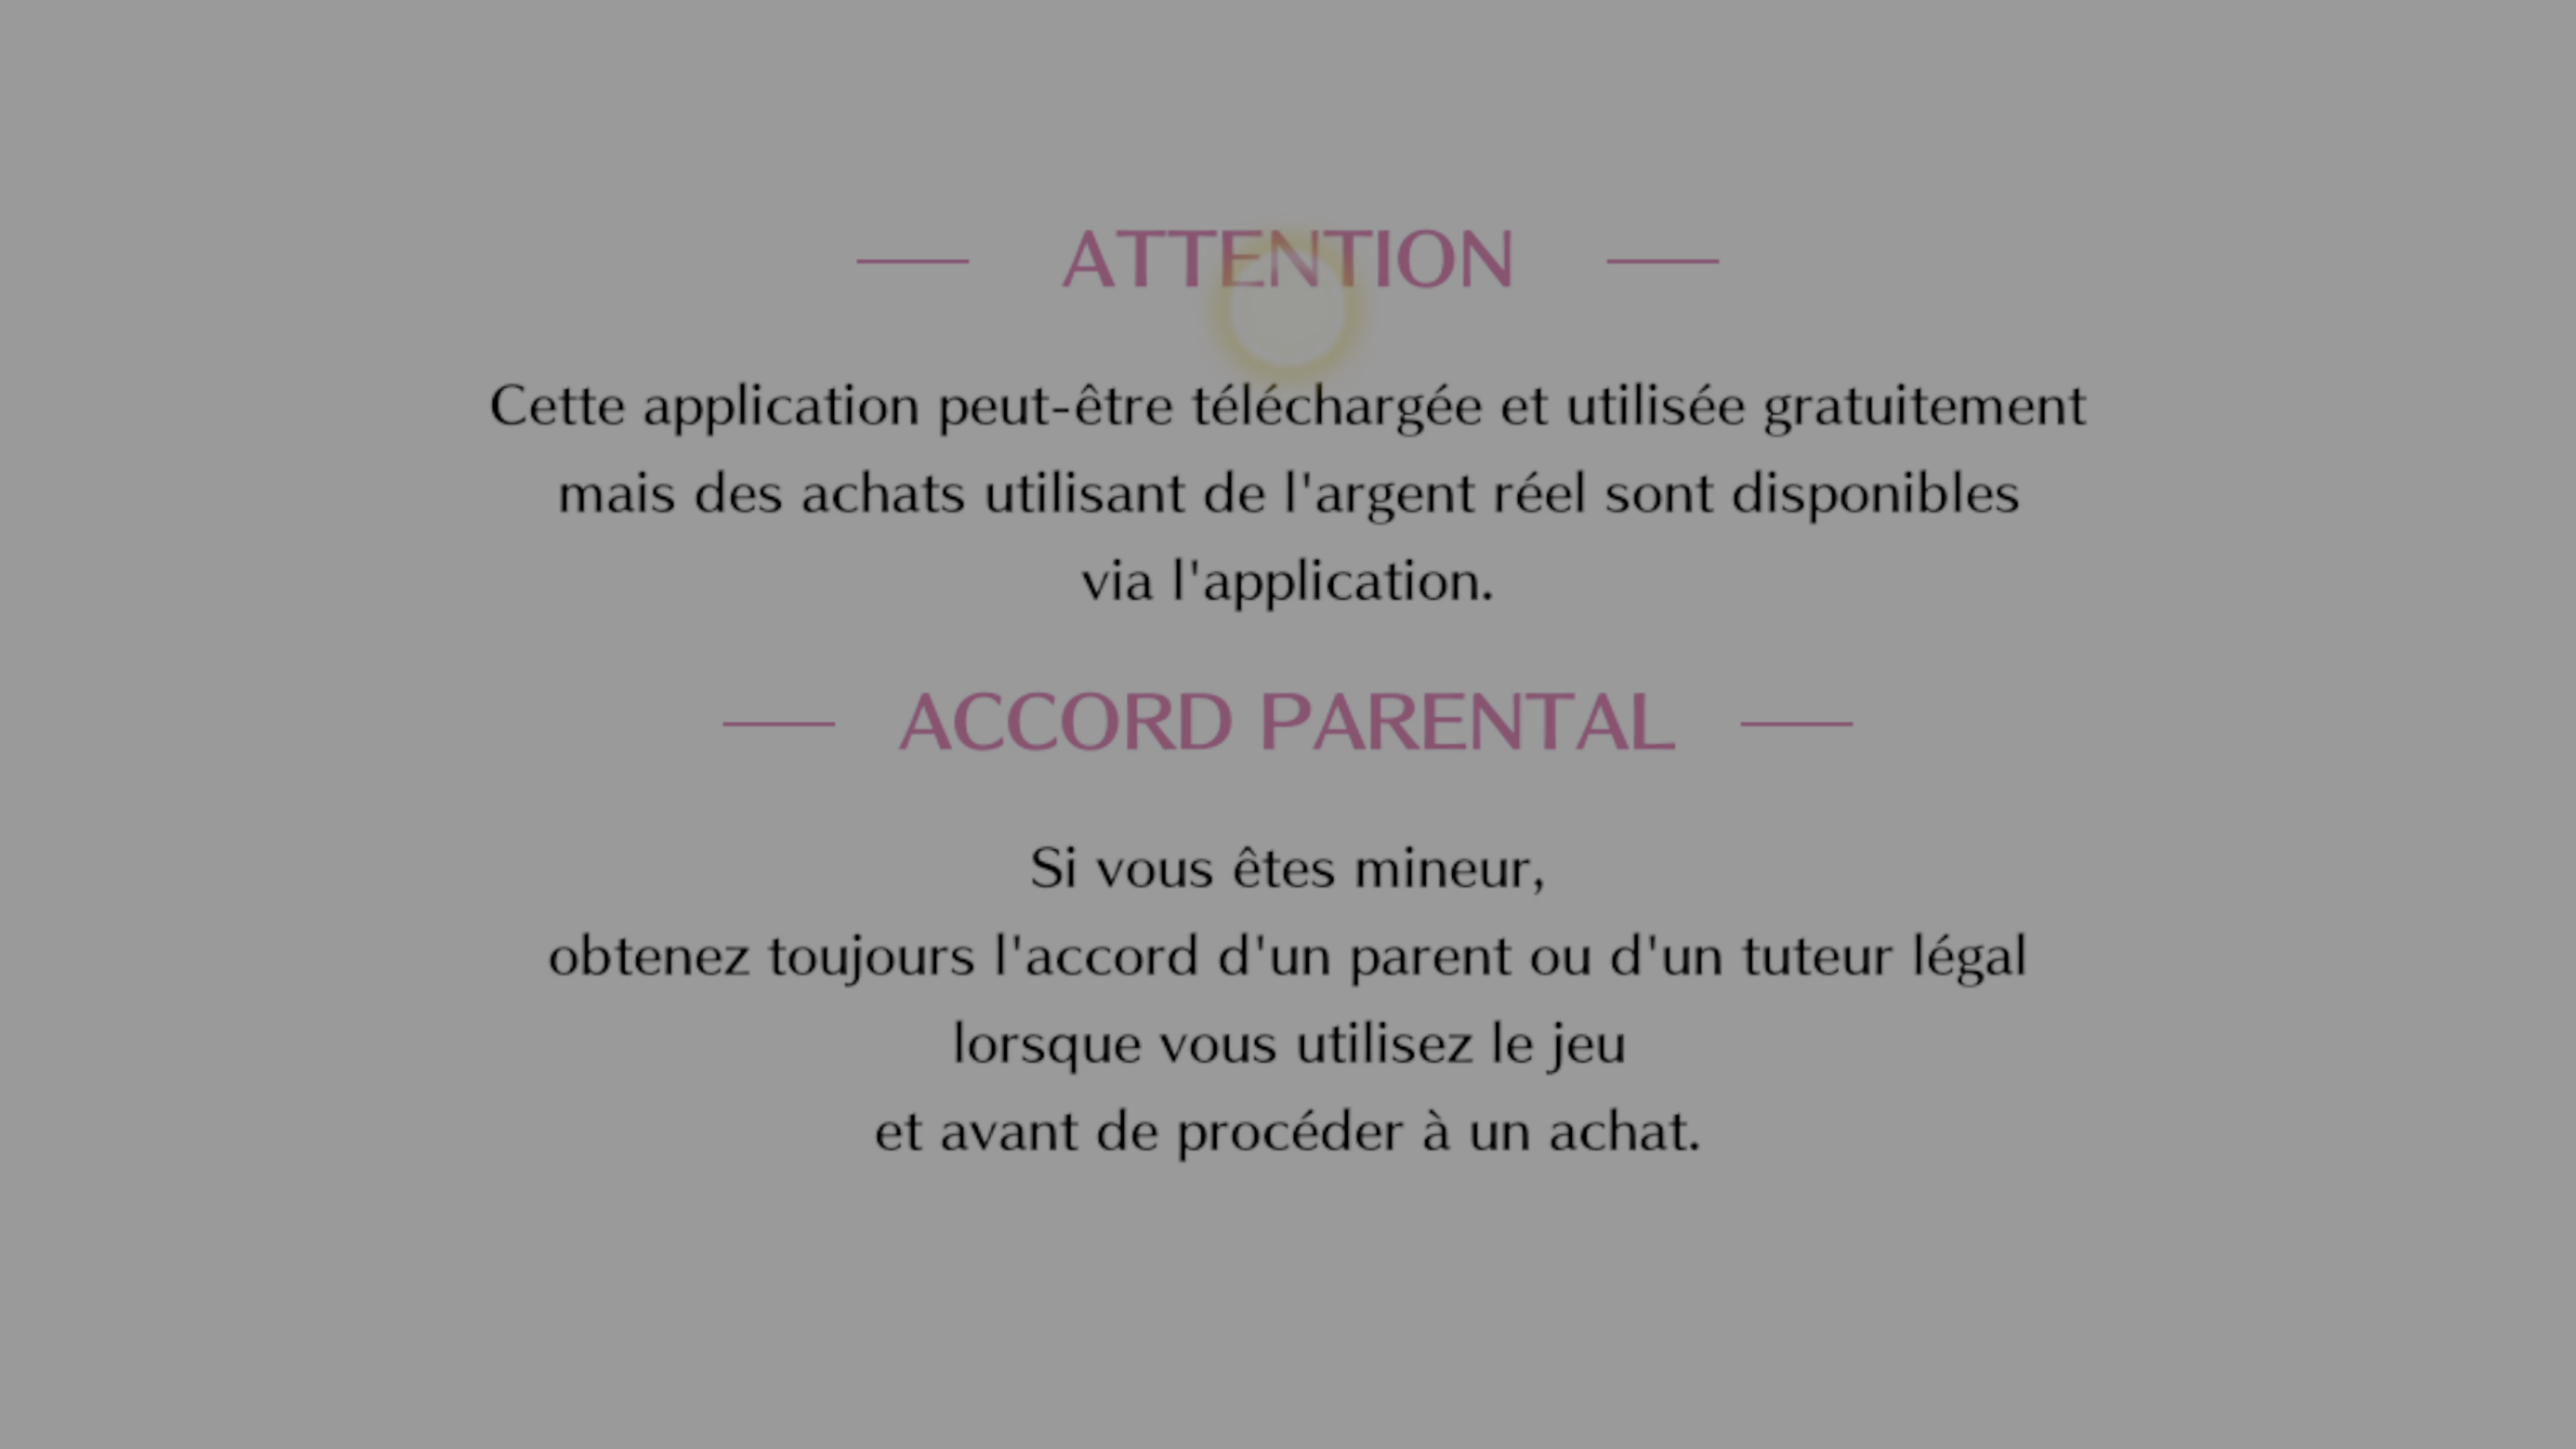 ATTENTION
Cette application peut-être téléchargée et utilisée gratuitement
mais des achats utilisant de l'argent réel sont disponibles
via l'application.
ACCORD PARENTAL
Si vous êtes mineur,
obtenez toujours l'accord d'un parent ou d'un tuteur légal
lorsque vous utilisez le jeu
et avant de procéder à un achat.